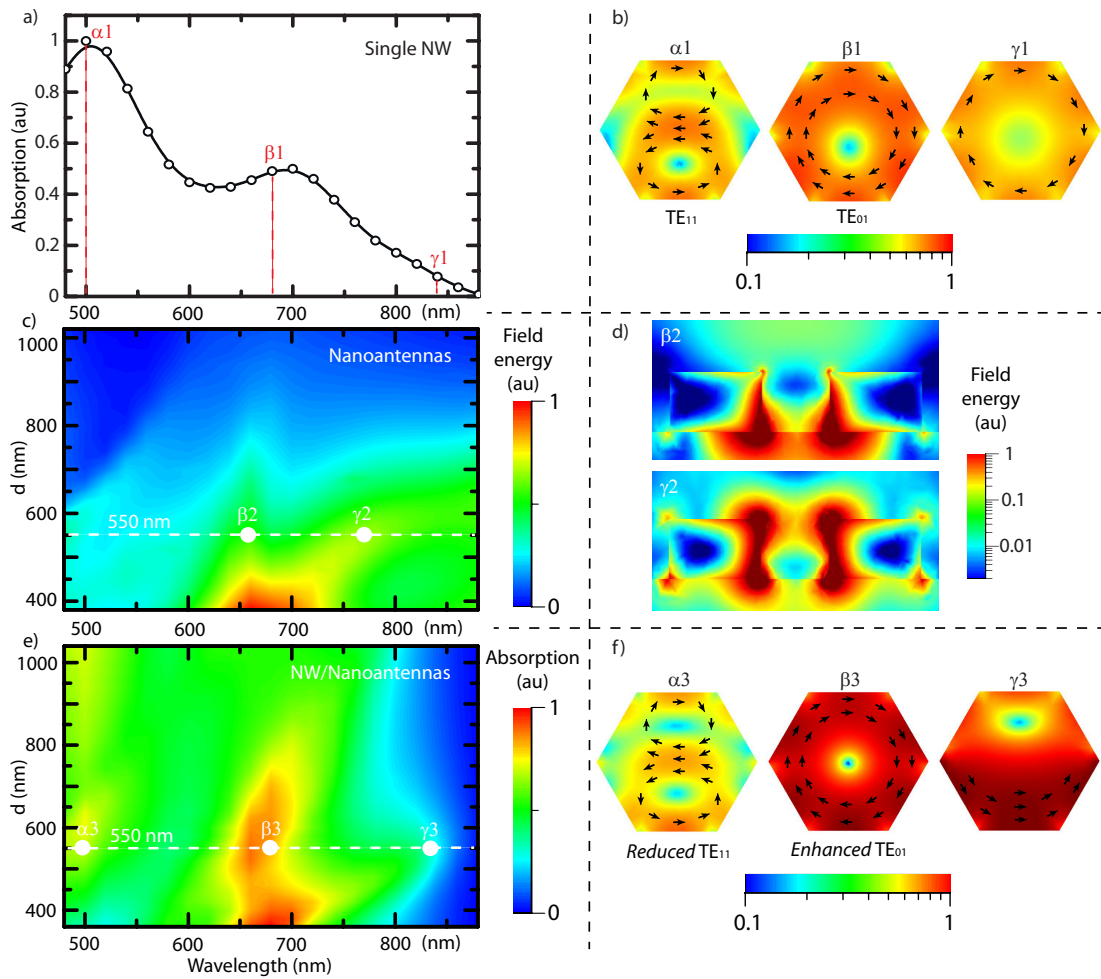 a)
Single NW
α1
β1
γ1
Absorption (au)
1
0.8
0.6
0.4
0.2
0
500
600
700
(nm)
b)
α1
β1
γ1
TE11
TE01
0.1
1
c)
Nanoantennas
550 nm
β2
γ2
d (nm)
1000
800
600
400
500
600
700
(nm)
Field
energy
(au)
1
0
d)
β2
γ2
Field
energy
(au)
1
0.1
0.01
e)
NW/Nanoantennas
α3
550 nm
β3
γ3
d (nm)
1000
800
600
400
500
600
700
800
(nm)
Wavelength (nm)
Absorption
(au)
1
0
f)
α3
β3
γ3
Reduced TE11
Enhanced TE01
0.1
1